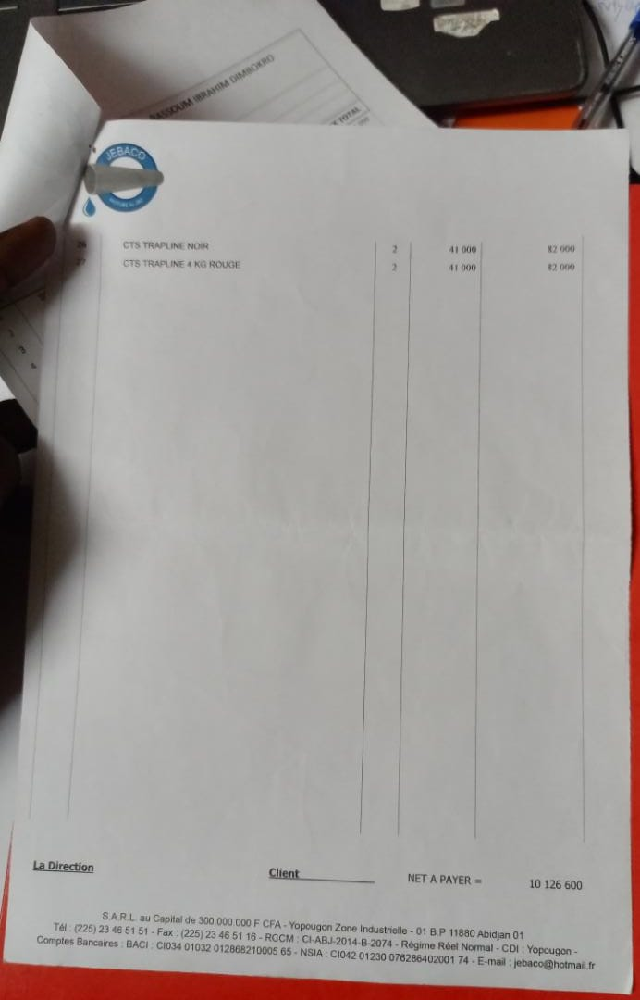 ASSOUM IBRAHIM DIMBOKRO
TOTAL
JEBACO
26 CTS TRAPLINE NOIR 2 41 000 82 000
27 CTS TRAPLINE 4 KG ROUGE 2 41 000 82 000
La Direction
Client
NET A PAYER = 10 126 600
S.A.R.L. au Capital de 300.000.000 F CFA - Yopougon Zone Industrielle - 01 B.P 11880 Abidjan 01
Tél : (225) 23 46 51 51 - Fax : (225) 23 46 51 16 - RCCM : CI-ABJ-2014-B-2074 - Régime Réel Normal - CDI : Yopougon -
Comptes Bancaires : BACI : CI034 01032 012868210005 65 - NSIA : CI042 01230 076286402001 74 - E-mail : jebaco@hotmail.fr